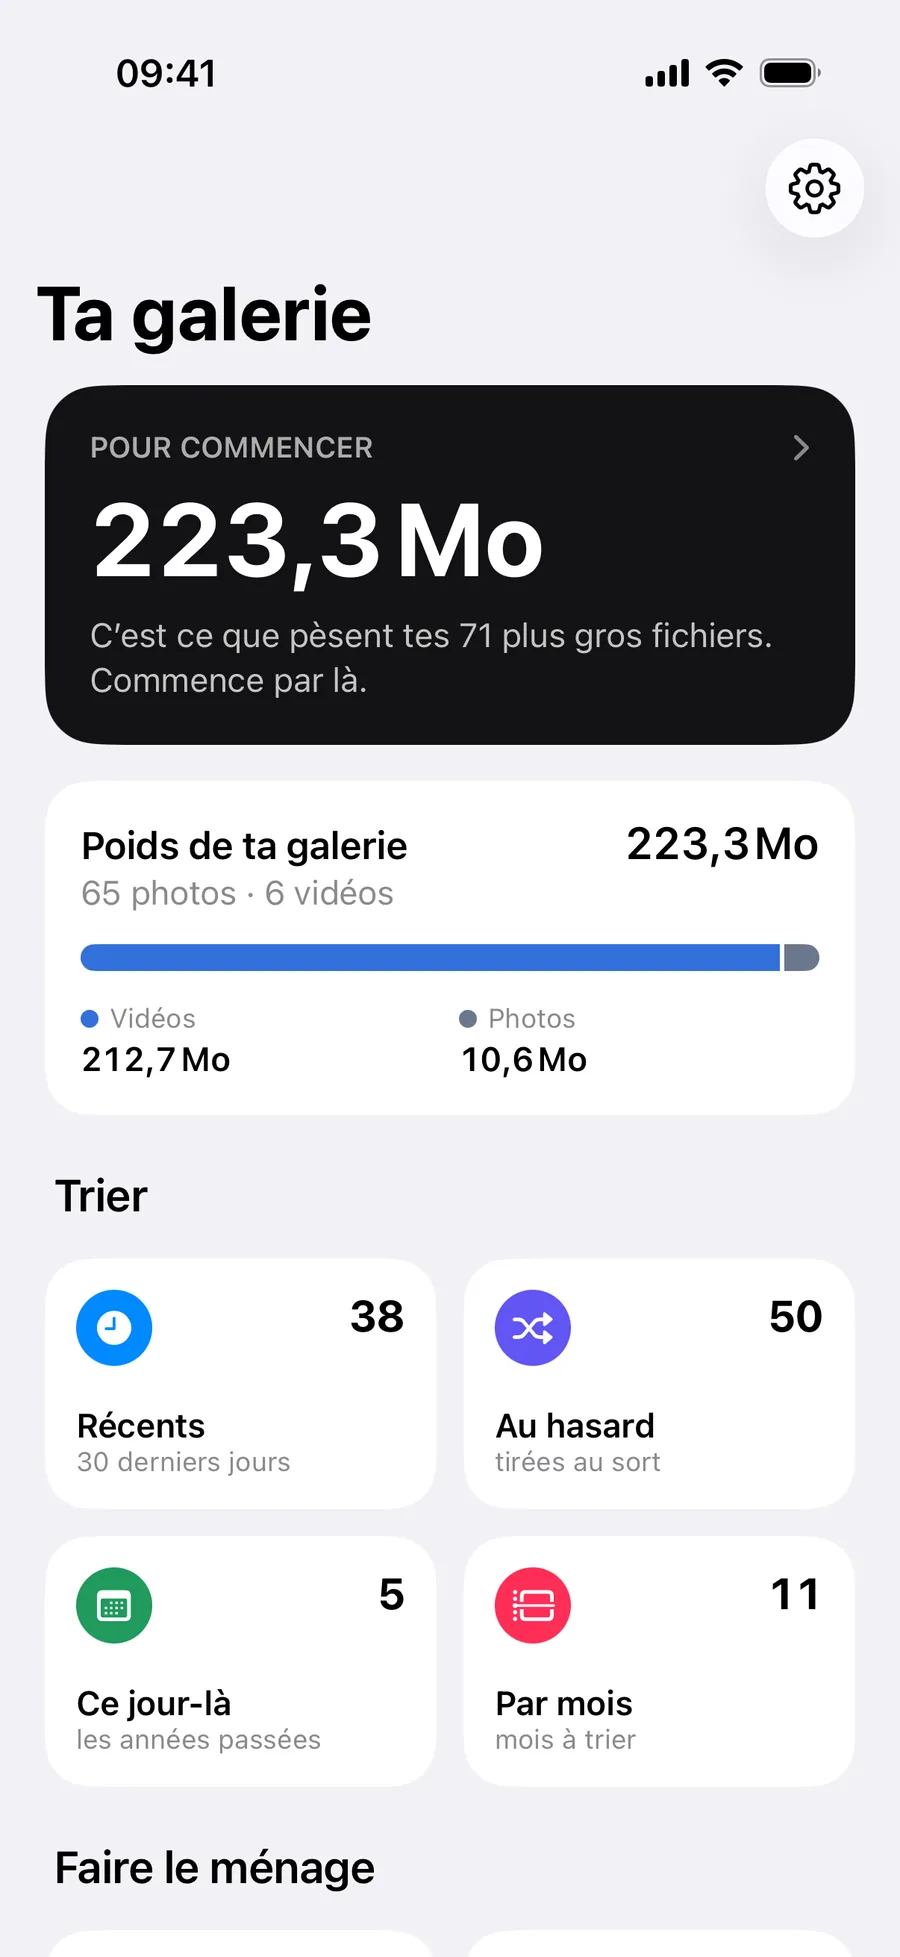 09:41
Ta galerie
POUR COMMENCER
223,3 Mo
C’est ce que pèsent tes 71 plus gros fichiers.
Commence par là.
Poids de ta galerie
223,3 Mo
65 photos · 6 vidéos
Vidéos
212,7 Mo
Photos
10,6 Mo
Trier
38
Récents
30 derniers jours
50
Au hasard
tirées au sort
5
Ce jour-là
les années passées
11
Par mois
mois à trier
Faire le ménage